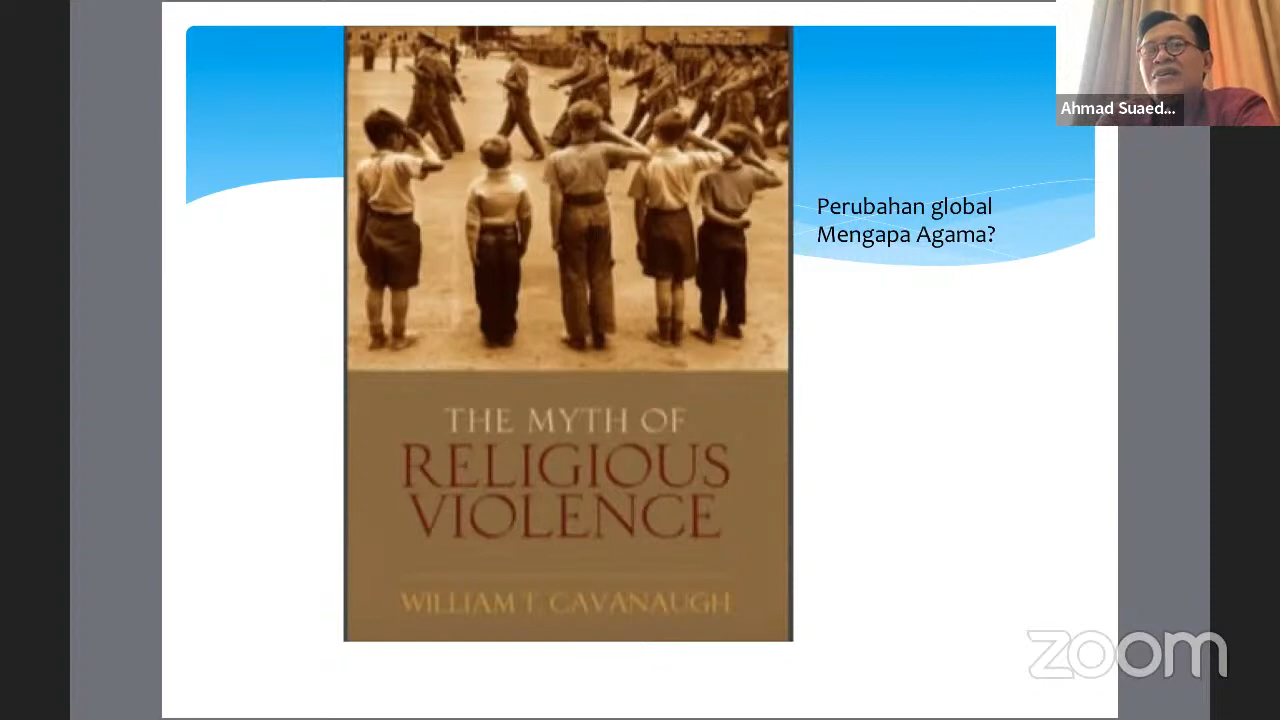 Ahmad Suaed...
Perubahan global
Mengapa Agama?
THE MYTH OF
RELIGIOUS
VIOLENCE
WILLIAM T. CAVANAUGH
zoom